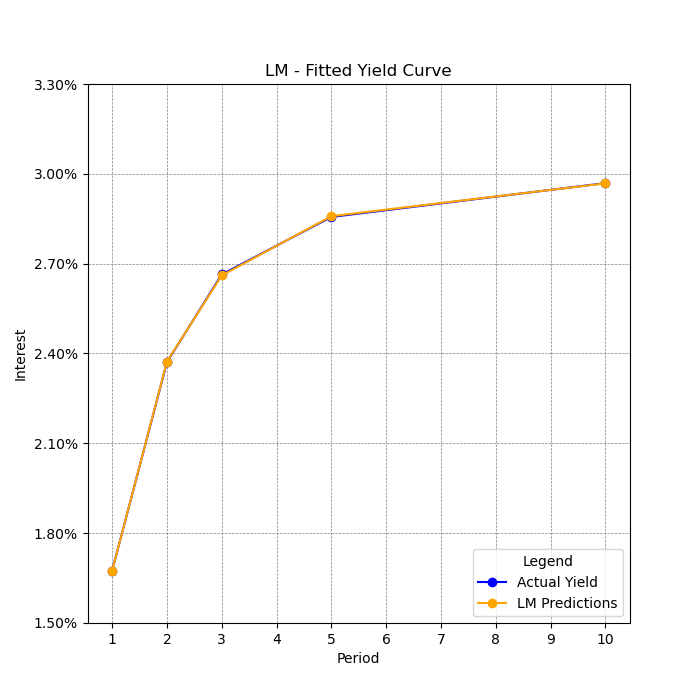 LM - Fitted Yield Curve
3.30%
3.00%
2.70%
2.40%
2.10%
1.80%
1.50%
Interest
1 2 3 4 5 6 7 8 9 10
Period
Legend
Actual Yield
LM Predictions